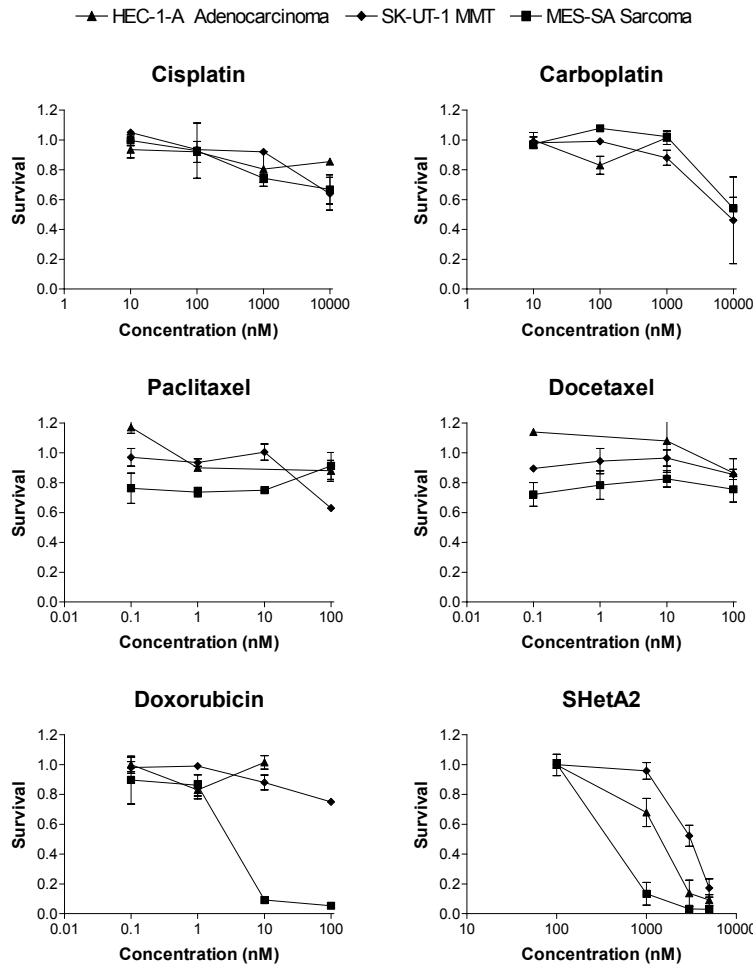 HEC-1-A Adenocarcinoma SK-UT-1 MMT MES-SA Sarcoma
Cisplatin
1.2
1.0
0.8
0.6
0.4
0.2
0.0
Survival
1 10 100 1000 10000
Concentration (nM)
Carboplatin
1.2
1.0
0.8
0.6
0.4
0.2
0.0
Survival
1 10 100 1000 10000
Concentration (nM)
Paclitaxel
1.2
1.0
0.8
0.6
0.4
0.2
0.0
Survival
0.01 0.1 1 10 100
Concentration (nM)
Docetaxel
1.2
1.0
0.8
0.6
0.4
0.2
0.0
Survival
0.01 0.1 1 10 100
Concentration (nM)
Doxorubicin
1.2
1.0
0.8
0.6
0.4
0.2
0.0
Survival
0.01 0.1 1 10 100
Concentration (nM)
SHetA2
1.2
1.0
0.8
0.6
0.4
0.2
0.0
Survival
10 100 1000 10000
Concentration (nM)